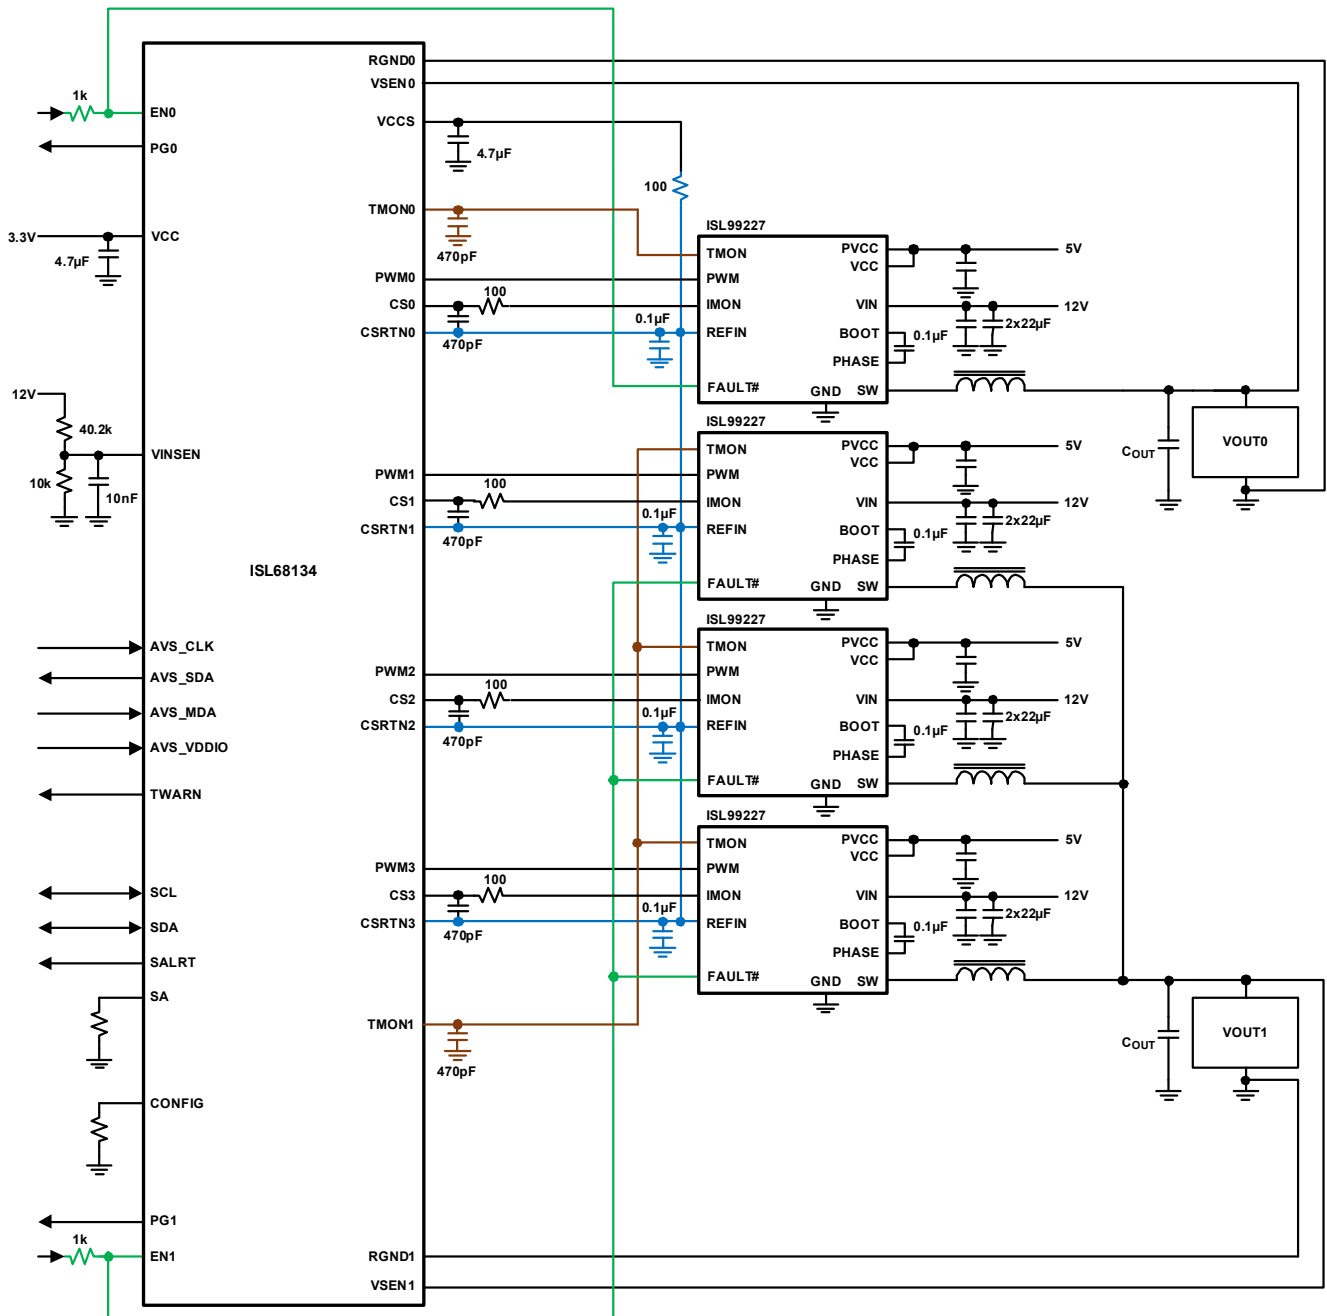 RGND0
VSEN0
1k
EN0
VCCS
PG0
4.7µF
100
TMON0
ISL99227
3.3V
VCC
4.7µF
470pF
TMON
PVCC
VCC
5V
PWM0
PWM
CS0
100
IMON
VIN
12V
0.1µF
2x22µF
CSRTN0
470pF
REFIN
BOOT
0.1µF
PHASE
FAULT#
GND
SW
12V
40.2k
VINSEN
10k
10nF
ISL99227
TMON
PVCC
VCC
5V
COUT
VOUT0
PWM1
PWM
CS1
100
IMON
VIN
12V
0.1µF
2x22µF
CSRTN1
470pF
REFIN
BOOT
0.1µF
PHASE
ISL68134
FAULT#
GND
SW
ISL99227
AVS_CLK
TMON
PVCC
VCC
5V
AVS_SDA
PWM2
PWM
CS2
100
IMON
VIN
12V
AVS_MDA
0.1µF
2x22µF
CSRTN2
470pF
REFIN
BOOT
0.1µF
AVS_VDDIO
PHASE
FAULT#
GND
SW
TWARN
ISL99227
TMON
PVCC
VCC
5V
PWM3
PWM
SCL
CS3
100
IMON
VIN
12V
0.1µF
2x22µF
SDA
CSRTN3
470pF
REFIN
BOOT
0.1µF
PHASE
SALRT
FAULT#
GND
SW
SA
TMON1
470pF
COUT
VOUT1
CONFIG
PG1
1k
EN1
RGND1
VSEN1